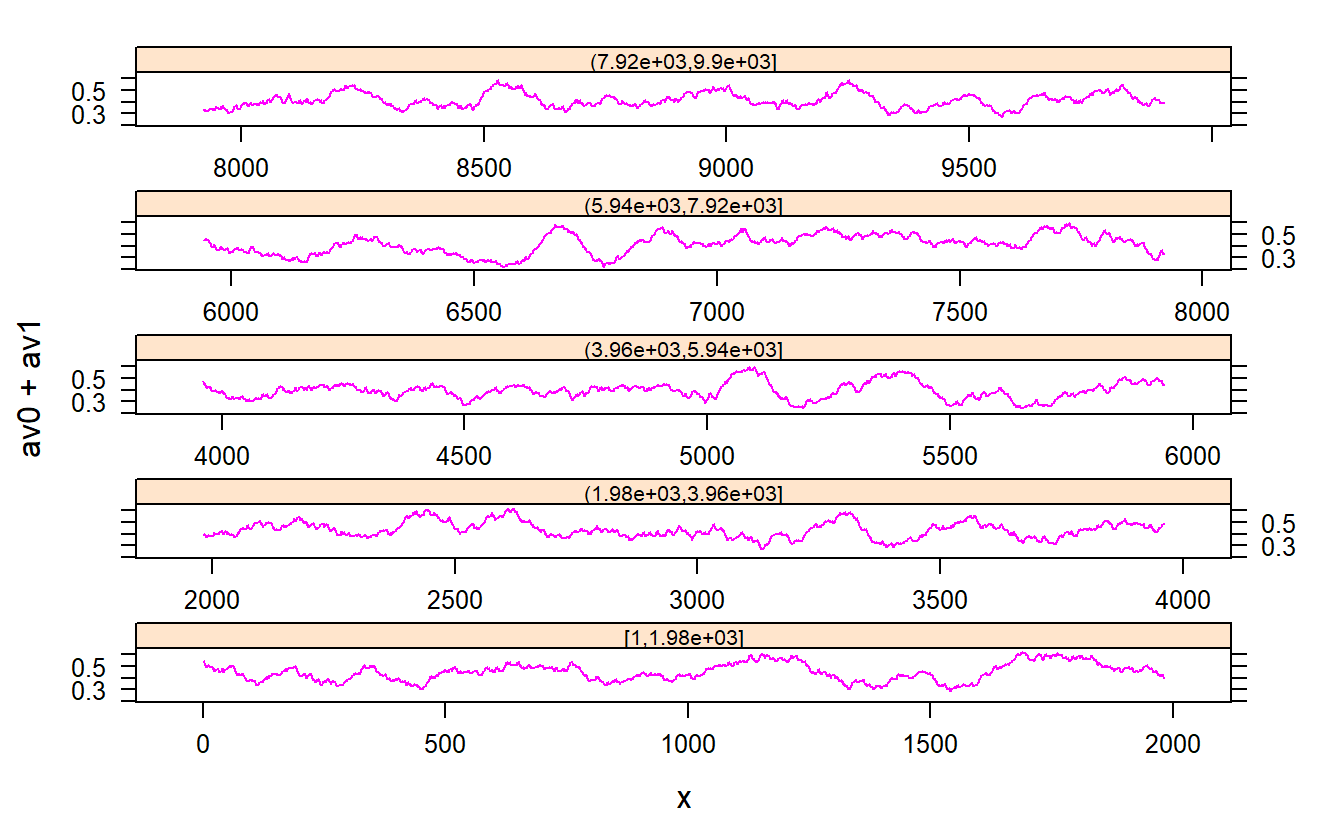 (7.92e+03,9.9e+03]
0.5
0.3
8000 8500 9000 9500
(5.94e+03,7.92e+03]
0.5
0.3
6000 6500 7000 7500 8000
(3.96e+03,5.94e+03]
0.5
0.3
4000 4500 5000 5500 6000
(1.98e+03,3.96e+03]
0.5
0.3
2000 2500 3000 3500 4000
[1,1.98e+03]
0.5
0.3
0 500 1000 1500 2000
x
av0 + av1